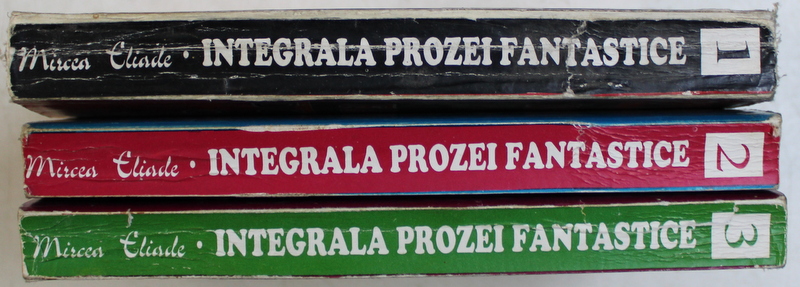 Mircea Eliade · INTEGRALA PROZEI FANTASTICE 1
Mircea Eliade · INTEGRALA PROZEI FANTASTICE 2
Mircea Eliade · INTEGRALA PROZEI FANTASTICE 3